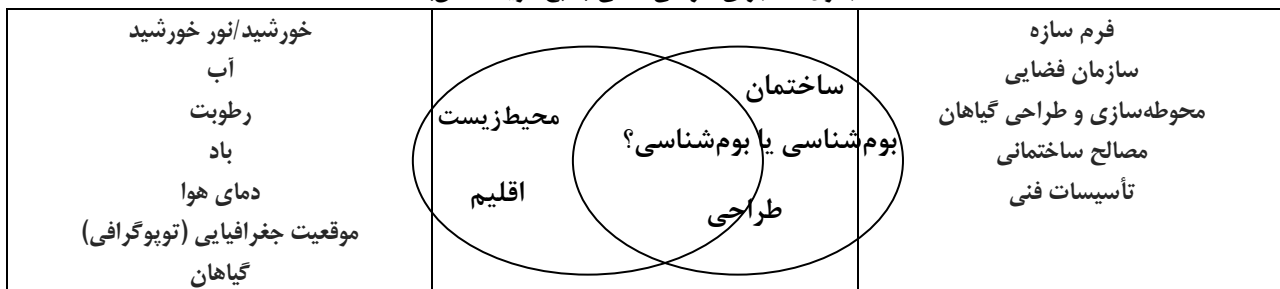 فرم سازه
سازمان فضایی
محوطه‌سازی و طراحی گیاهان
مصالح ساختمانی
تأسیسات فنی
ساختمان
بوم‌شناسی یا بوم‌شناسی؟
طراحی
محیط‌زیست
اقلیم
خورشید/نور خورشید
آب
رطوبت
باد
دمای هوا
موقعیت جغرافیایی (توپوگرافی)
گیاهان